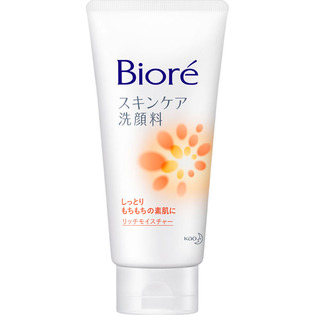 Bioré
スキンケア
洗顔料
しっとり
もちもちの素肌に
リッチモイスチャー
Kao